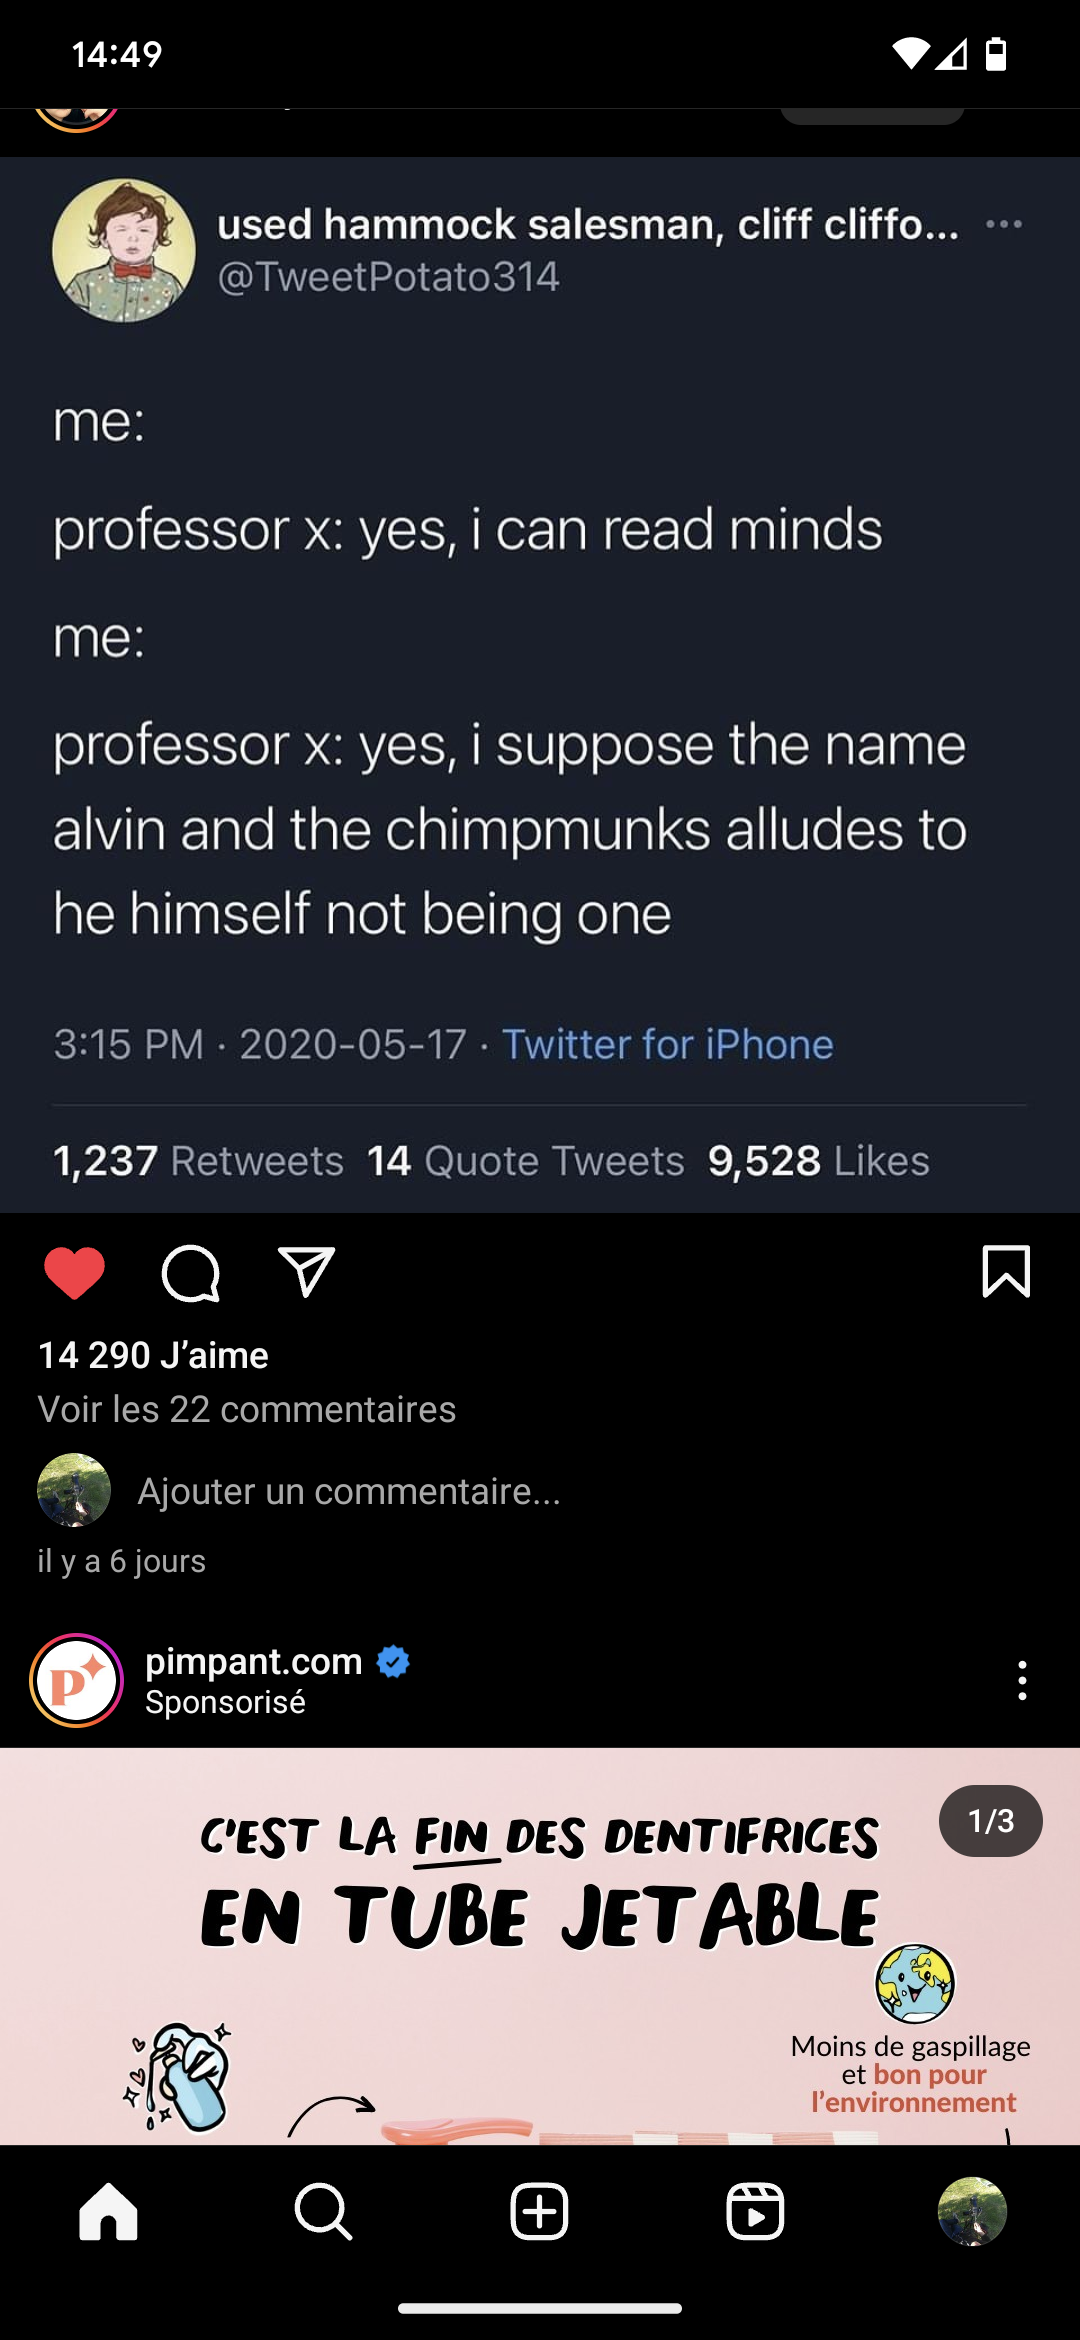 14:49
used hammock salesman, cliff cliffo...
@TweetPotato314
me:
professor x: yes, i can read minds
me:
professor x: yes, i suppose the name
alvin and the chimpmunks alludes to
he himself not being one
3:15 PM · 2020-05-17 · Twitter for iPhone
1,237 Retweets 14 Quote Tweets 9,528 Likes
14 290 J’aime
Voir les 22 commentaires
Ajouter un commentaire...
il y a 6 jours
P
pimpant.com
Sponsorisé
1/3
C'EST LA FIN DES DENTIFRICES
EN TUBE JETABLE
Moins de gaspillage
et bon pour
l’environnement